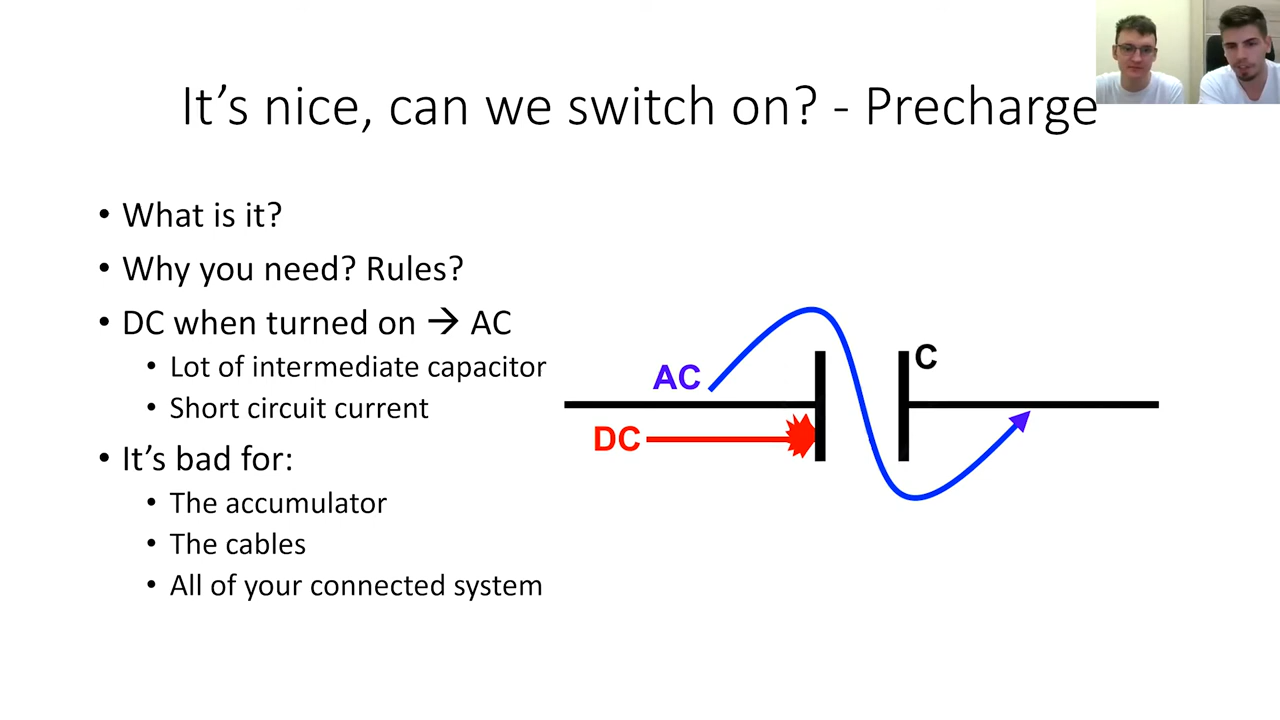 It's nice, can we switch on? - Precharge
• What is it?
• Why you need? Rules?
• DC when turned on → AC
• Lot of intermediate capacitor
• Short circuit current
• It's bad for:
• The accumulator
• The cables
• All of your connected system
AC
C
DC